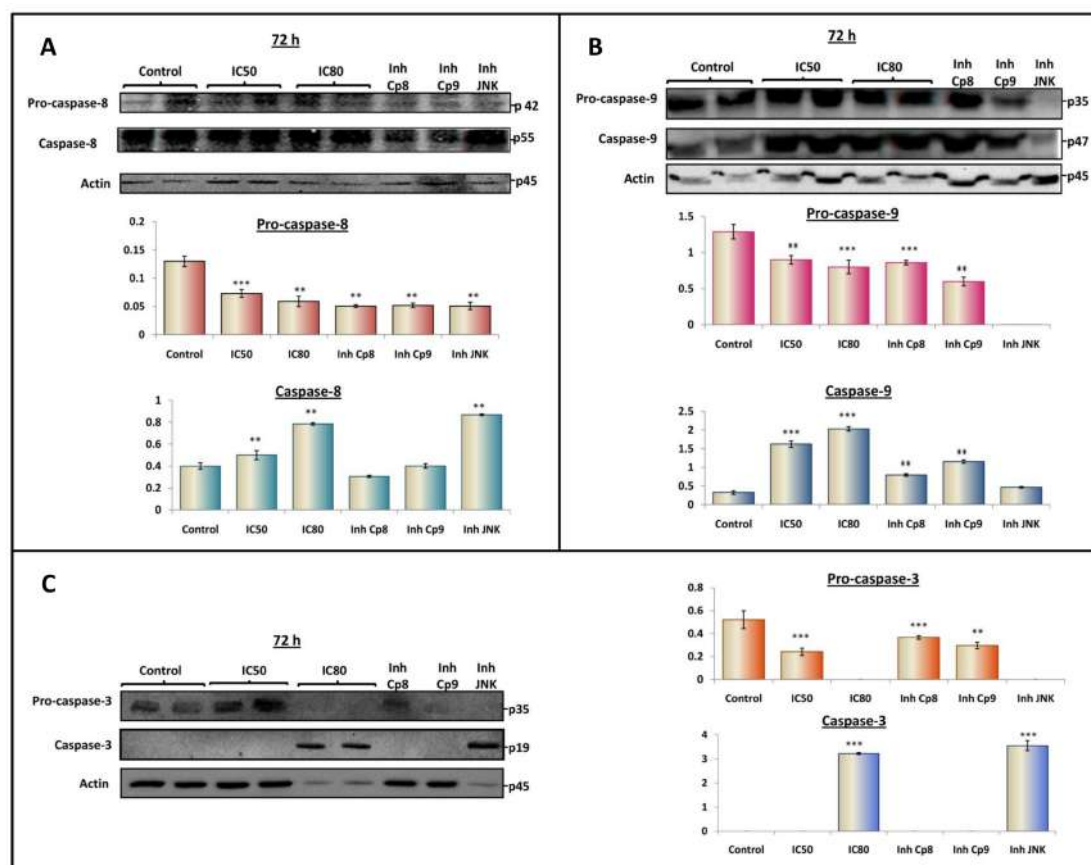 A
72 h
Control IC50 IC80 Inh Cp8 Inh Cp9 Inh JNK
Pro-caspase-8 p 42
Caspase-8 p55
Actin p45
Pro-caspase-8
0.2
0.15
0.1
0.05
0
*** ** ** ** **
Control IC50 IC80 Inh Cp8 Inh Cp9 Inh JNK
Caspase-8
1
0.8
0.6
0.4
0.2
0
** ** **
Control IC50 IC80 Inh Cp8 Inh Cp9 Inh JNK
B
72 h
Control IC50 IC80 Inh Cp8 Inh Cp9 Inh JNK
Pro-caspase-9 p35
Caspase-9 p47
Actin p45
Pro-caspase-9
1.5
1
0.5
0
** *** *** **
Control IC50 IC80 Inh Cp8 Inh Cp9 Inh JNK
Caspase-9
2.5
2
1.5
1
0.5
0
*** *** ** **
Control IC50 IC80 Inh Cp8 Inh Cp9 Inh JNK
C
72 h
Control IC50 IC80 Inh Cp8 Inh Cp9 Inh JNK
Pro-caspase-3 p35
Caspase-3 p19
Actin p45
Pro-caspase-3
0.8
0.6
0.4
0.2
0
*** *** **
Control IC50 IC80 Inh Cp8 Inh Cp9 Inh JNK
Caspase-3
4
3
2
1
0
*** ***
Control IC50 IC80 Inh Cp8 Inh Cp9 Inh JNK